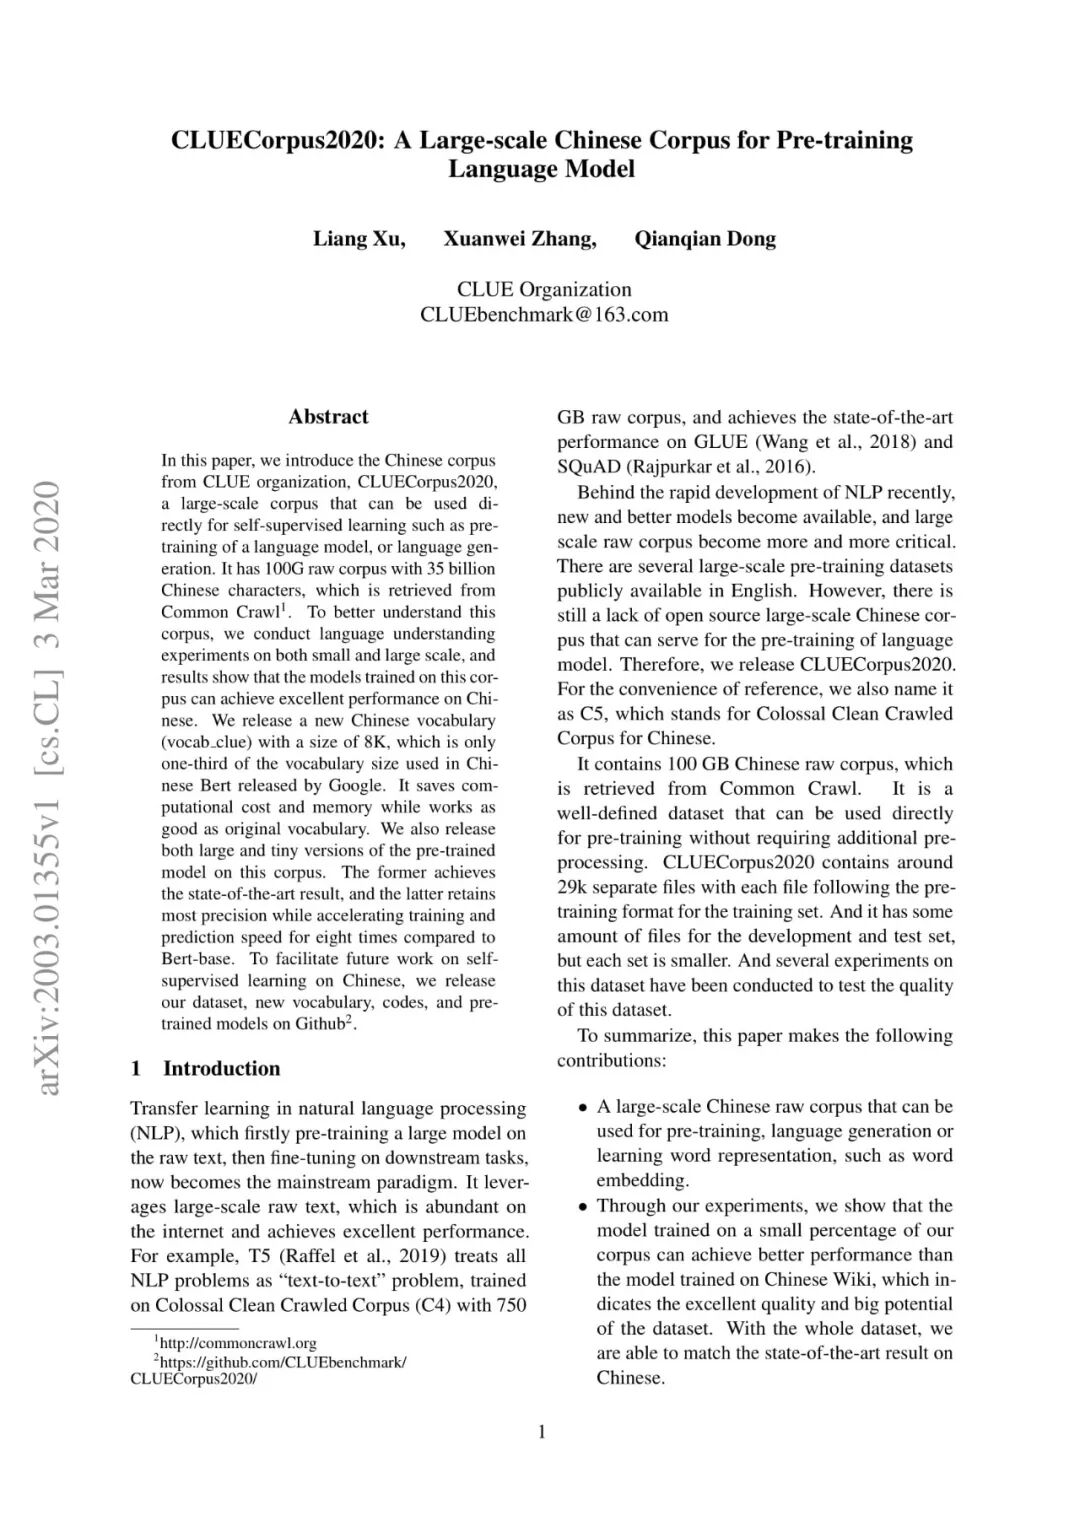 CLUECorpus2020: A Large-scale Chinese Corpus for Pre-training
Language Model
Liang Xu, Xuanwei Zhang, Qianqian Dong
CLUE Organization
CLUEbenchmark@163.com
Abstract
In this paper, we introduce the Chinese corpus
from CLUE organization, CLUECorpus2020,
a large-scale corpus that can be used di-
rectly for self-supervised learning such as pre-
training of a language model, or language gen-
eration. It has 100G raw corpus with 35 billion
Chinese characters, which is retrieved from
Common Crawl1. To better understand this
corpus, we conduct language understanding
experiments on both small and large scale, and
results show that the models trained on this cor-
pus can achieve excellent performance on Chi-
nese. We release a new Chinese vocabulary
(vocab_clue) with a size of 8K, which is only
one-third of the vocabulary size used in Chi-
nese Bert released by Google. It saves com-
putational cost and memory while works as
good as original vocabulary. We also release
both large and tiny versions of the pre-trained
model on this corpus. The former achieves
the state-of-the-art result, and the latter retains
most precision while accelerating training and
prediction speed for eight times compared to
Bert-base. To facilitate future work on self-
supervised learning on Chinese, we release
our dataset, new vocabulary, codes, and pre-
trained models on Github2.
1 Introduction
Transfer learning in natural language processing
(NLP), which firstly pre-training a large model on
the raw text, then fine-tuning on downstream tasks,
now becomes the mainstream paradigm. It lever-
ages large-scale raw text, which is abundant on
the internet and achieves excellent performance.
For example, T5 (Raffel et al., 2019) treats all
NLP problems as “text-to-text” problem, trained
on Colossal Clean Crawled Corpus (C4) with 750
1http://commoncrawl.org
2https://github.com/CLUEbenchmark/
CLUECorpus2020/
GB raw corpus, and achieves the state-of-the-art
performance on GLUE (Wang et al., 2018) and
SQuAD (Rajpurkar et al., 2016).
Behind the rapid development of NLP recently,
new and better models become available, and large
scale raw corpus become more and more critical.
There are several large-scale pre-training datasets
publicly available in English. However, there is
still a lack of open source large-scale Chinese cor-
pus that can serve for the pre-training of language
model. Therefore, we release CLUECorpus2020.
For the convenience of reference, we also name it
as C5, which stands for Colossal Clean Crawled
Corpus for Chinese.
It contains 100 GB Chinese raw corpus, which
is retrieved from Common Crawl. It is a
well-defined dataset that can be used directly
for pre-training without requiring additional pre-
processing. CLUECorpus2020 contains around
29k separate files with each file following the pre-
training format for the training set. And it has some
amount of files for the development and test set,
but each set is smaller. And several experiments on
this dataset have been conducted to test the quality
of this dataset.
To summarize, this paper makes the following
contributions:
• A large-scale Chinese raw corpus that can be
used for pre-training, language generation or
learning word representation, such as word
embedding.
• Through our experiments, we show that the
model trained on a small percentage of our
corpus can achieve better performance than
the model trained on Chinese Wiki, which in-
dicates the excellent quality and big potential
of the dataset. With the whole dataset, we
are able to match the state-of-the-art result on
Chinese.
1
arXiv:2003.01355v1 [cs.CL] 3 Mar 2020